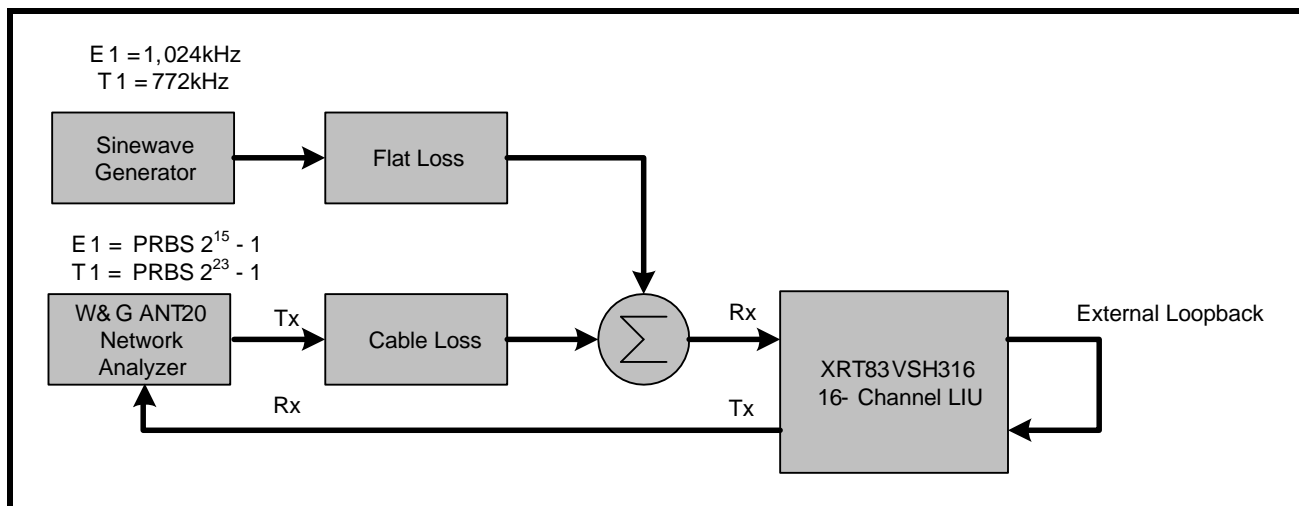 E1 = 1,024kHz
T1 = 772kHz
Sinewave
Generator
Flat Loss
E1 = PRBS 2^15 - 1
T1 = PRBS 2^23 - 1
W&G ANT20
Network
Analyzer
Tx
Cable Loss
Σ
Rx
XRT83VSH316
16- Channel LIU
External Loopback
Rx
Tx